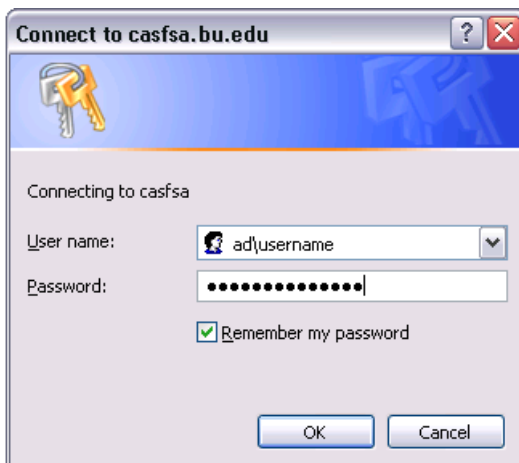 Connect to casfsa.bu.edu
Connecting to casfsa
User name: ad\username
Password: ••••••••••••••
Remember my password
OK Cancel